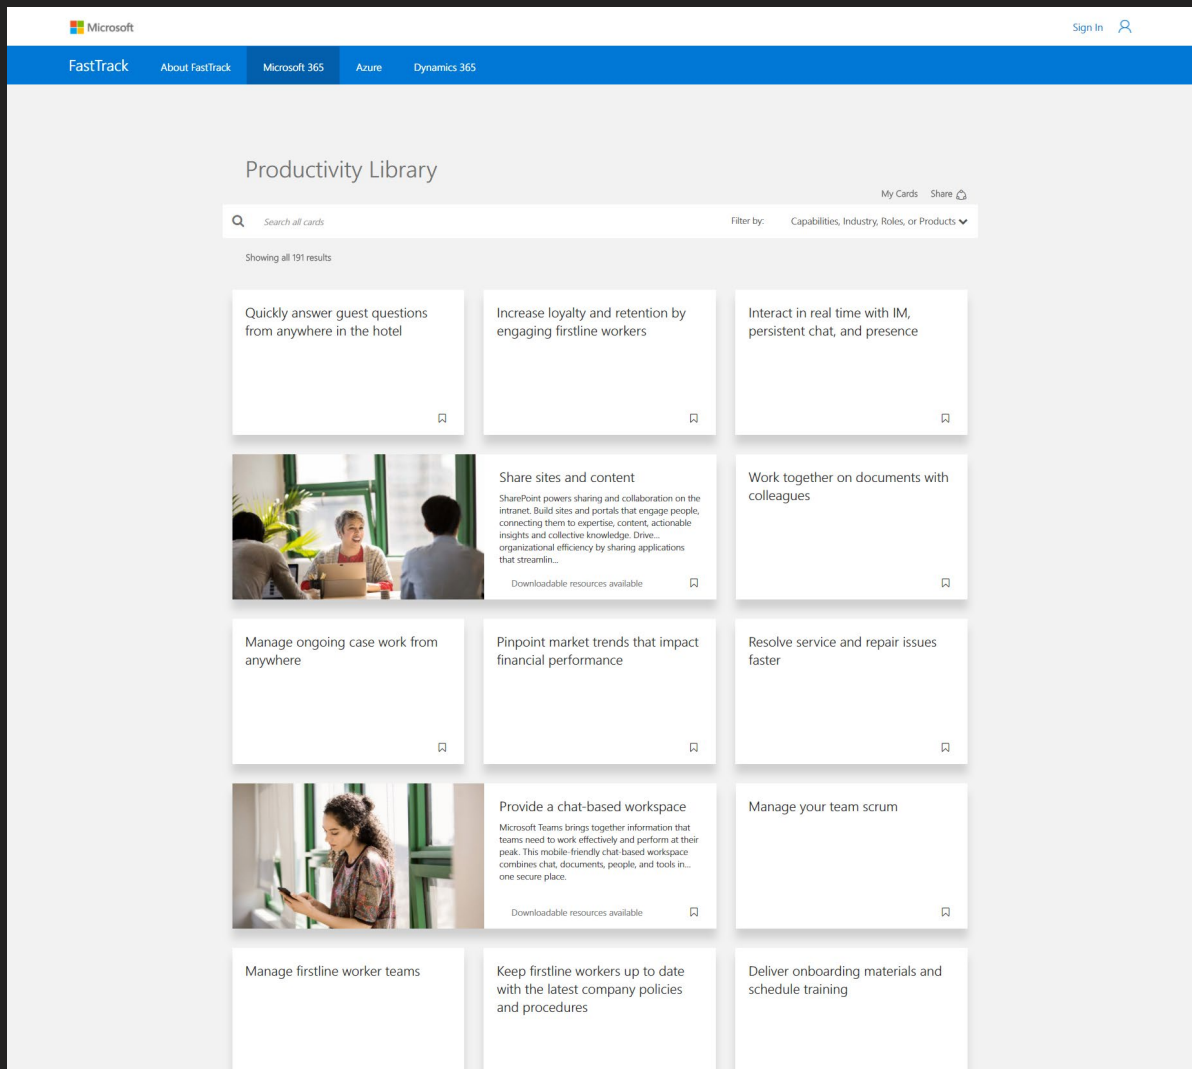 Microsoft
Sign In
FastTrack
About FastTrack
Microsoft 365
Azure
Dynamics 365
Productivity Library
My Cards
Share
Search all cards
Filter by:
Capabilities, Industry, Roles, or Products
Showing all 191 results
Quickly answer guest questions
from anywhere in the hotel
Increase loyalty and retention by
engaging firstline workers
Interact in real time with IM,
persistent chat, and presence
Share sites and content
SharePoint powers sharing and collaboration on the
intranet. Build sites and portals that engage people,
connecting them to expertise, content, actionable
insights and collective knowledge. Drive...
organizational efficiency by sharing applications
that streamlin...
Downloadable resources available
Work together on documents with
colleagues
Manage ongoing case work from
anywhere
Pinpoint market trends that impact
financial performance
Resolve service and repair issues
faster
Provide a chat-based workspace
Microsoft Teams brings together information that
teams need to work effectively and perform at their
peak. This mobile-friendly chat-based workspace
combines chat, documents, people, and tools in...
one secure place.
Downloadable resources available
Manage your team scrum
Manage firstline worker teams
Keep firstline workers up to date
with the latest company policies
and procedures
Deliver onboarding materials and
schedule training